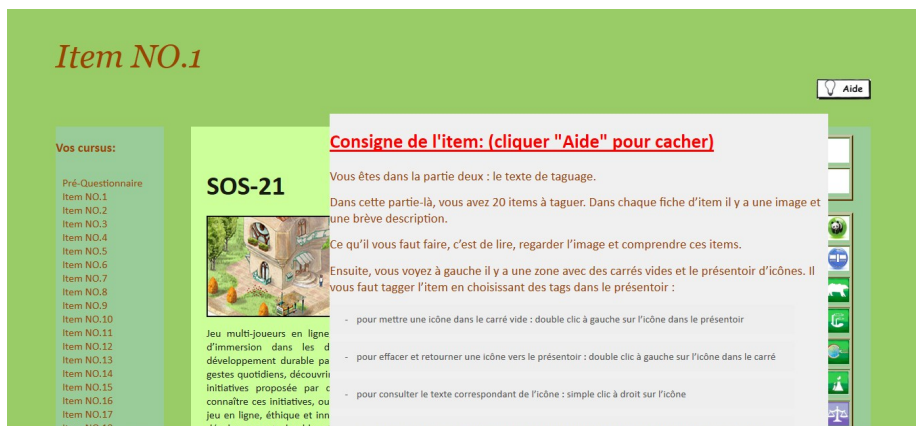 Item NO.1
Aide
Vos cursus:
Pré-Questionnaire
Item NO.1
Item NO.2
Item NO.3
Item NO.4
Item NO.5
Item NO.6
Item NO.7
Item NO.8
Item NO.9
Item NO.10
Item NO.11
Item NO.12
Item NO.13
Item NO.14
Item NO.15
Item NO.16
Item NO.17
SOS-21
Jeu multi-joueurs en ligne
d'immersion dans les d
développement durable pa
gestes quotidiens, découvri
initiatives proposée par c
connaître ces initiatives, ou
jeu en ligne, éthique et inn
Consigne de l'item: (cliquer "Aide" pour cacher)
Vous êtes dans la partie deux : le texte de taguage.
Dans cette partie-là, vous avez 20 items à taguer. Dans chaque fiche d'item il y a une image et
une brève description.
Ce qu'il vous faut faire, c'est de lire, regarder l'image et comprendre ces items.
Ensuite, vous voyez à gauche il y a une zone avec des carrés vides et le présentoir d'icônes. Il
vous faut tagger l'item en choisissant des tags dans le présentoir :
- pour mettre une icône dans le carré vide : double clic à gauche sur l'icône dans le présentoir
- pour effacer et retourner une icône vers le présentoir : double clic à gauche sur l'icône dans le carré
- pour consulter le texte correspondant de l'icône : simple clic à droit sur l'icône